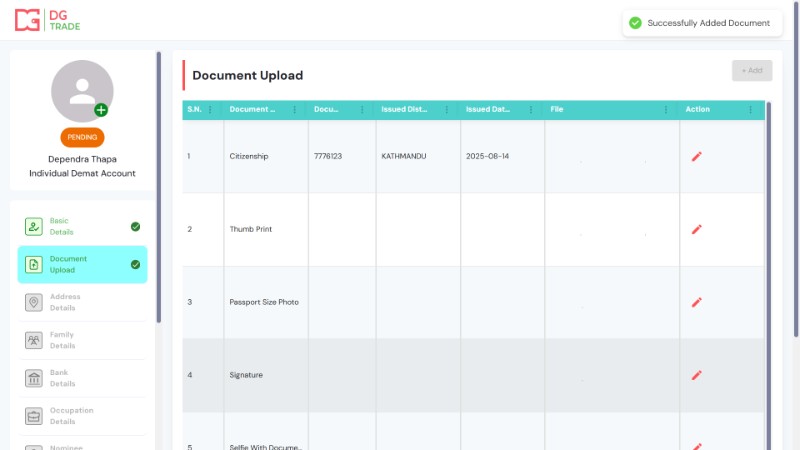 DG
TRADE
Successfully Added Document
PENDING
Dependra Thapa
Individual Demat Account
Basic
Details
Document
Upload
Address
Details
Family
Details
Bank
Details
Occupation
Details
Nominee
Document Upload
+ Add
S.N. Document ... Docu... Issued Dist... Issued Dat... File Action
1 Citizenship 7776123 KATHMANDU 2025-08-14
2 Thumb Print
3 Passport Size Photo
4 Signature
5 Selfie With Docume...